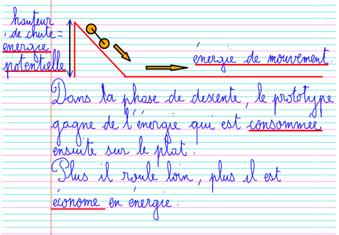 hauteur
de chute =
énergie
potentielle
énergie de mouvement.
Dans la phase de descente, le prototype
gagne de l'énergie qui est consommée
ensuite sur le plat.
Plus il roule loin, plus il est
économe en énergie.